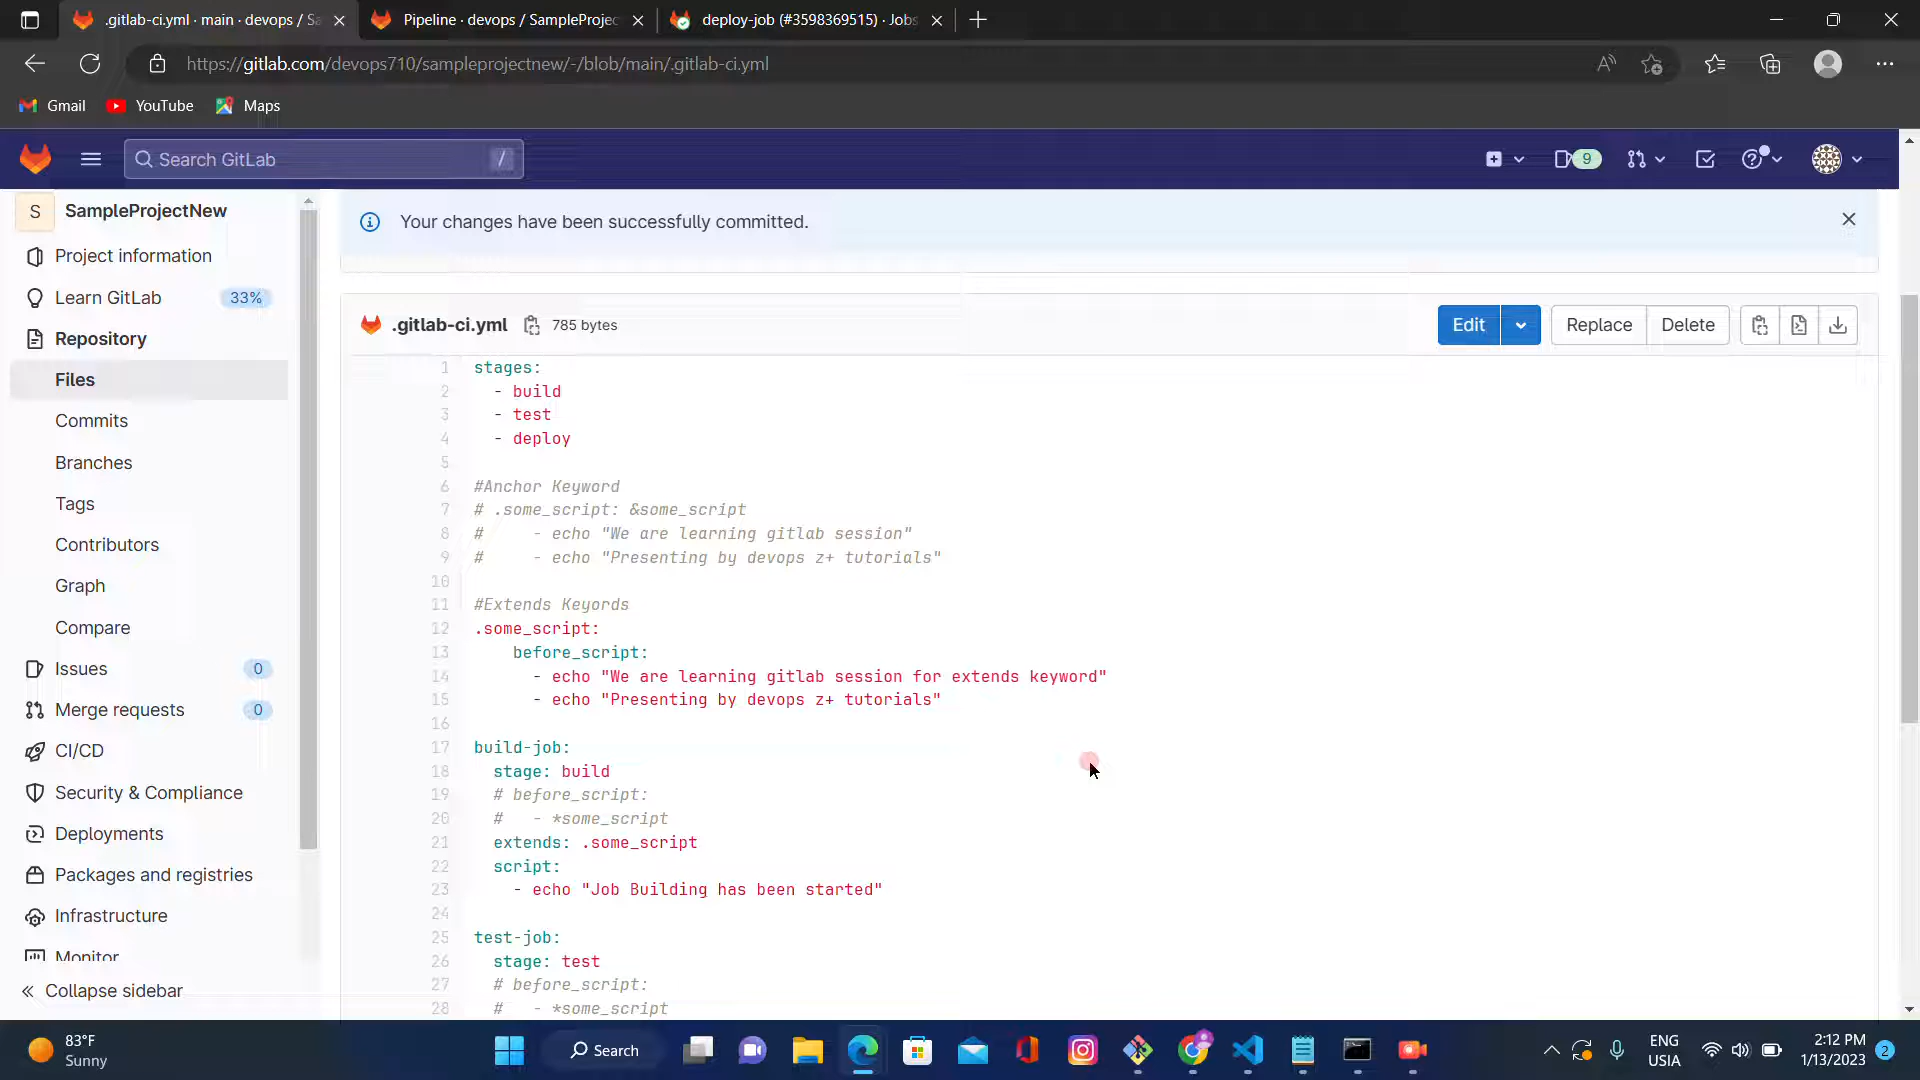 .gitlab-ci.yml · main · devops / Sa
Pipeline · devops / SampleProjec
deploy-job (#3598369515) · Jobs
https://gitlab.com/devops710/sampleprojectnew/-/blob/main/.gitlab-ci.yml
Gmail
YouTube
Maps
Search GitLab
/
9
S
SampleProjectNew
Project information
Learn GitLab
33%
Repository
Files
Commits
Branches
Tags
Contributors
Graph
Compare
Issues
0
Merge requests
0
CI/CD
Security & Compliance
Deployments
Packages and registries
Infrastructure
Monitor
Collapse sidebar
Your changes have been successfully committed.
.gitlab-ci.yml
785 bytes
Edit
Replace
Delete
1 stages:
2   - build
3   - test
4   - deploy
5
6 #Anchor Keyword
7 # .some_script: &some_script
8 #     - echo "We are learning gitlab session"
9 #     - echo "Presenting by devops z+ tutorials"
10
11 #Extends Keyords
12 .some_script:
13     before_script:
14       - echo "We are learning gitlab session for extends keyword"
15       - echo "Presenting by devops z+ tutorials"
16
17 build-job:
18   stage: build
19   # before_script:
20   #   - *some_script
21   extends: .some_script
22   script:
23     - echo "Job Building has been started"
24
25 test-job:
26   stage: test
27   # before_script:
28   #   - *some_script
83°F
Sunny
Search
ENG
USIA
2:12 PM
1/13/2023
2